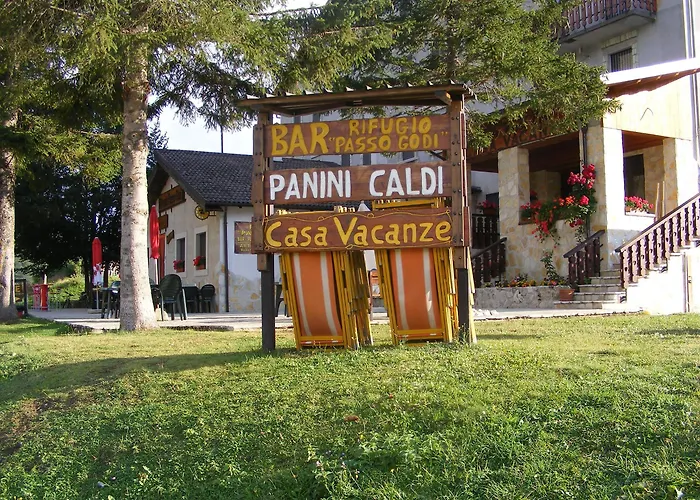 BAR RIFUGIO
"PASSO GODI"
PANINI CALDI
Casa Vacanze